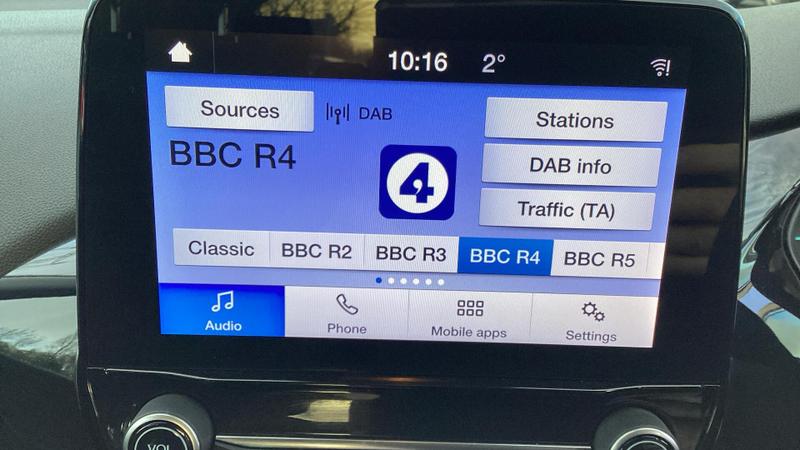 10:16 2°
Sources
DAB
Stations
BBC R4
4
DAB info
Traffic (TA)
Classic BBC R2 BBC R3 BBC R4 BBC R5
Audio Phone Mobile apps Settings
VOL